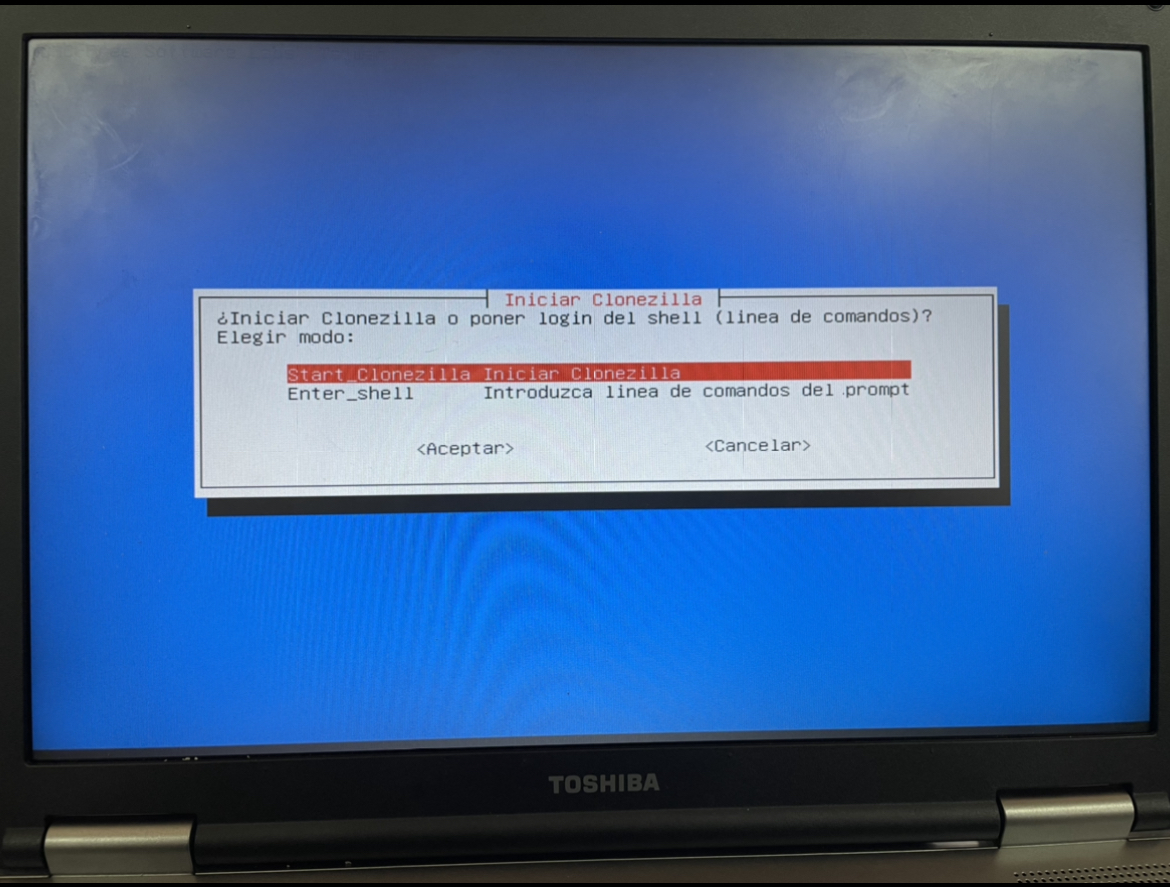 Iniciar Clonezilla
¿Iniciar Clonezilla o poner login del shell (linea de comandos)?
Elegir modo:
Start_Clonezilla Iniciar Clonezilla
Enter_shell Introduzca linea de comandos del prompt
<Aceptar> <Cancelar>
TOSHIBA